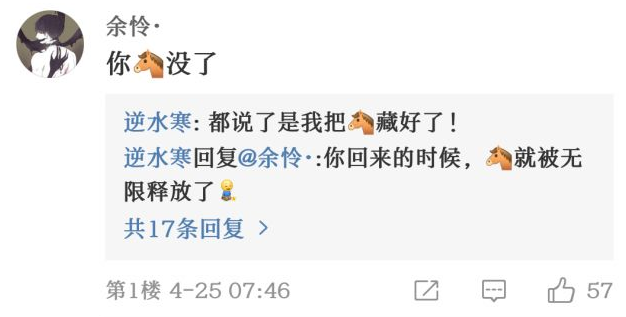 余怜·
你🐴没了
逆水寒: 都说了是我把🐴藏好了！
逆水寒回复@余怜·:你回来的时候，🐴就被无
限释放了
共17条回复 >
第1楼 4-25 07:46
57